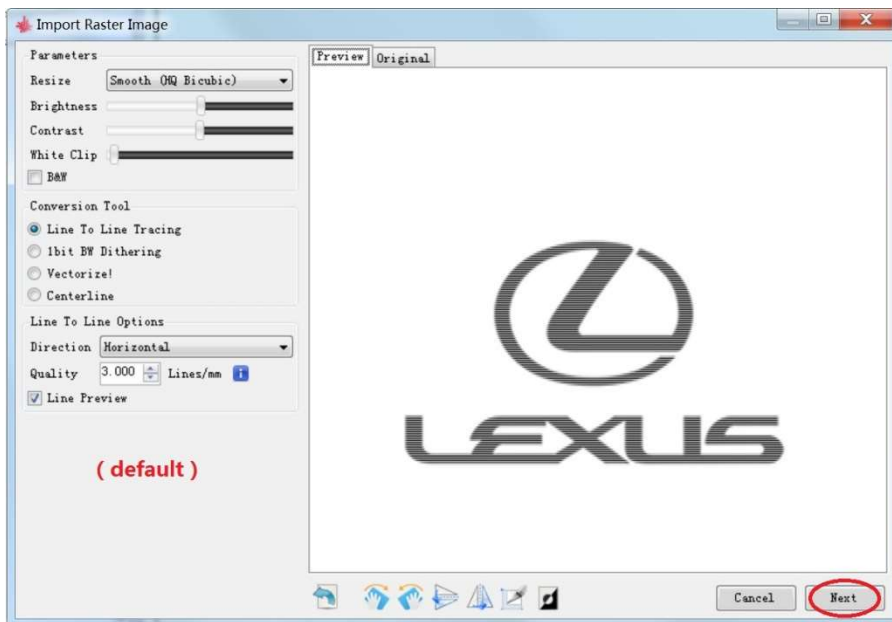 Import Raster Image
Parameters
Resize Smooth (HQ Bicubic)
Brightness
Contrast
White Clip
B&W
Conversion Tool
Line To Line Tracing
1bit BW Dithering
Vectorize!
Centerline
Line To Line Options
Direction Horizontal
Quality 3.000 Lines/mm
Line Preview
( default )
Preview Original
LEXUS
Cancel Next